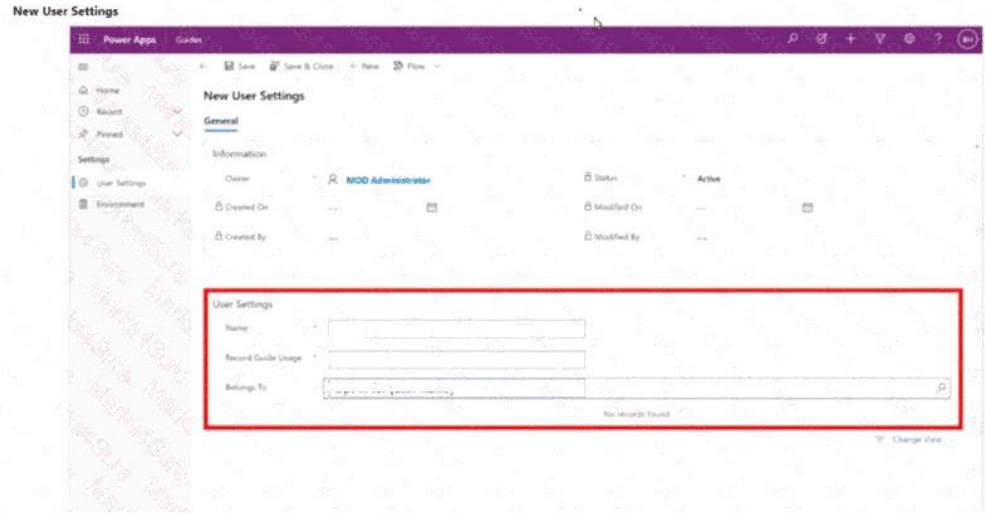 New User Settings
Power Apps Guides
Save Save & Close + New Flow
Home
Recent
Pinned
Settings
User Settings
Environment
New User Settings
General
Information
Owner * MOD Administrator
Status * Active
Created On ---
Modified On ---
Created By ---
Modified By ---
User Settings
Name *
Record Guide Usage *
Belongs To
No records found
Change View
BH